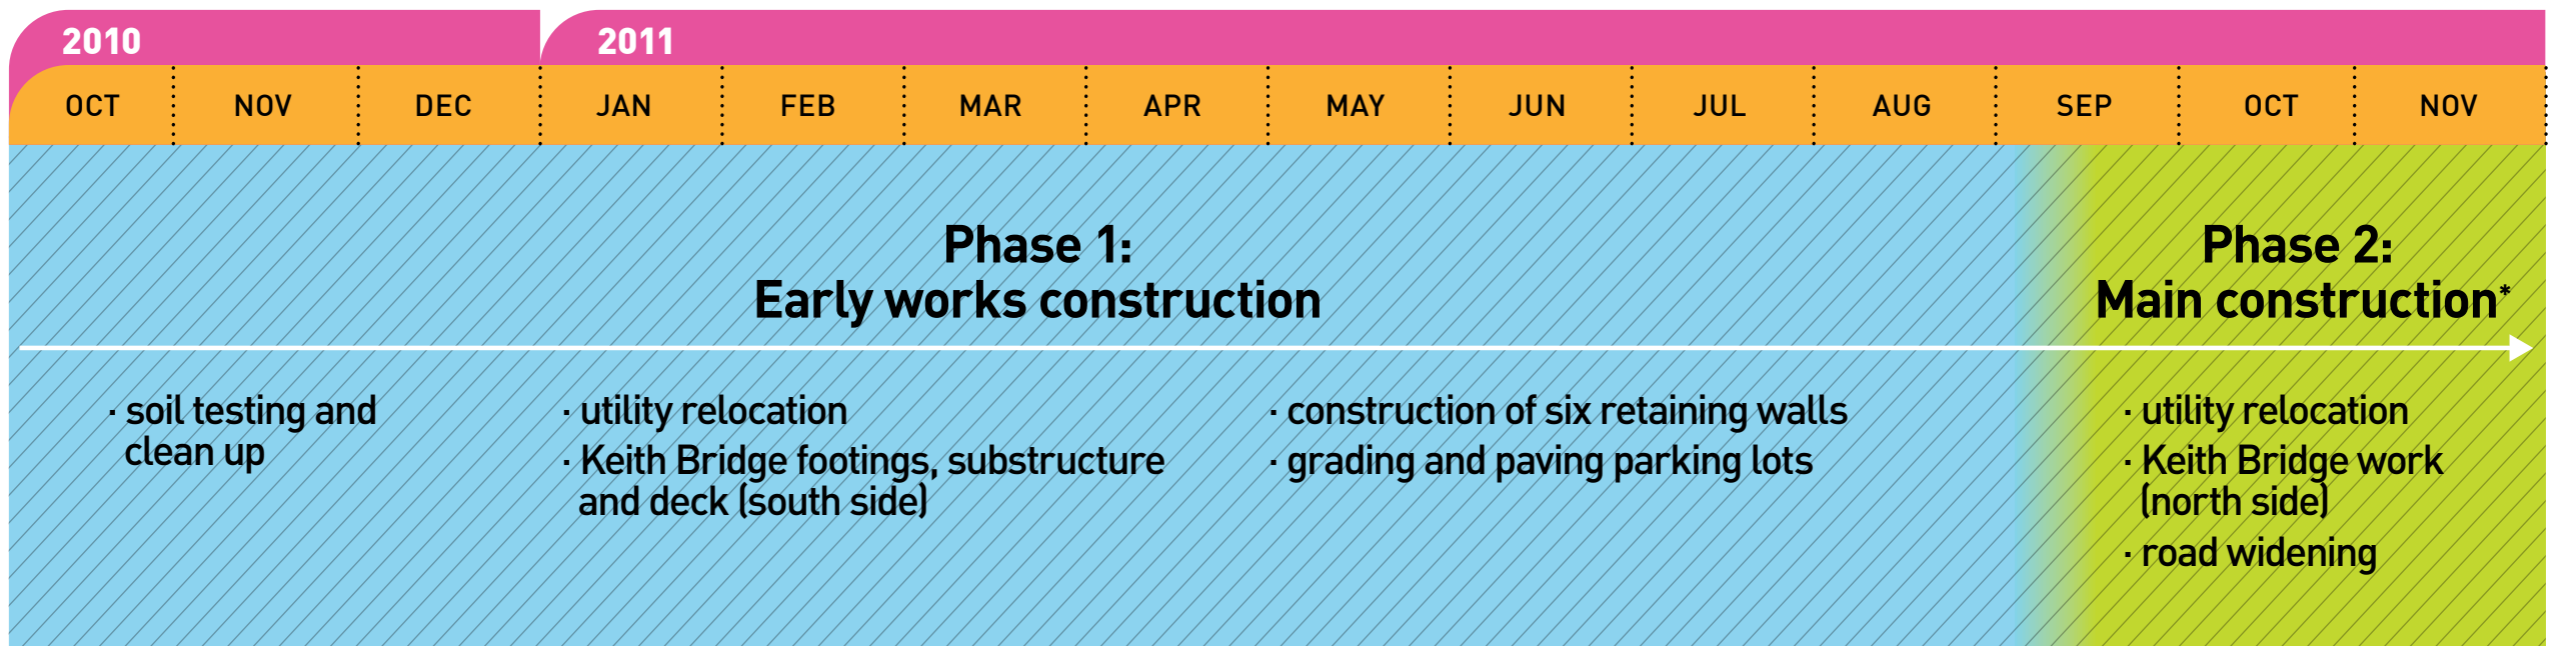 2010
2011
OCT NOV DEC JAN FEB MAR APR MAY JUN JUL AUG SEP OCT NOV
Phase 1:
Early works construction
Phase 2:
Main construction*
· soil testing and
clean up
· utility relocation
· Keith Bridge footings, substructure
and deck (south side)
· construction of six retaining walls
· grading and paving parking lots
· utility relocation
· Keith Bridge work
(north side)
· road widening